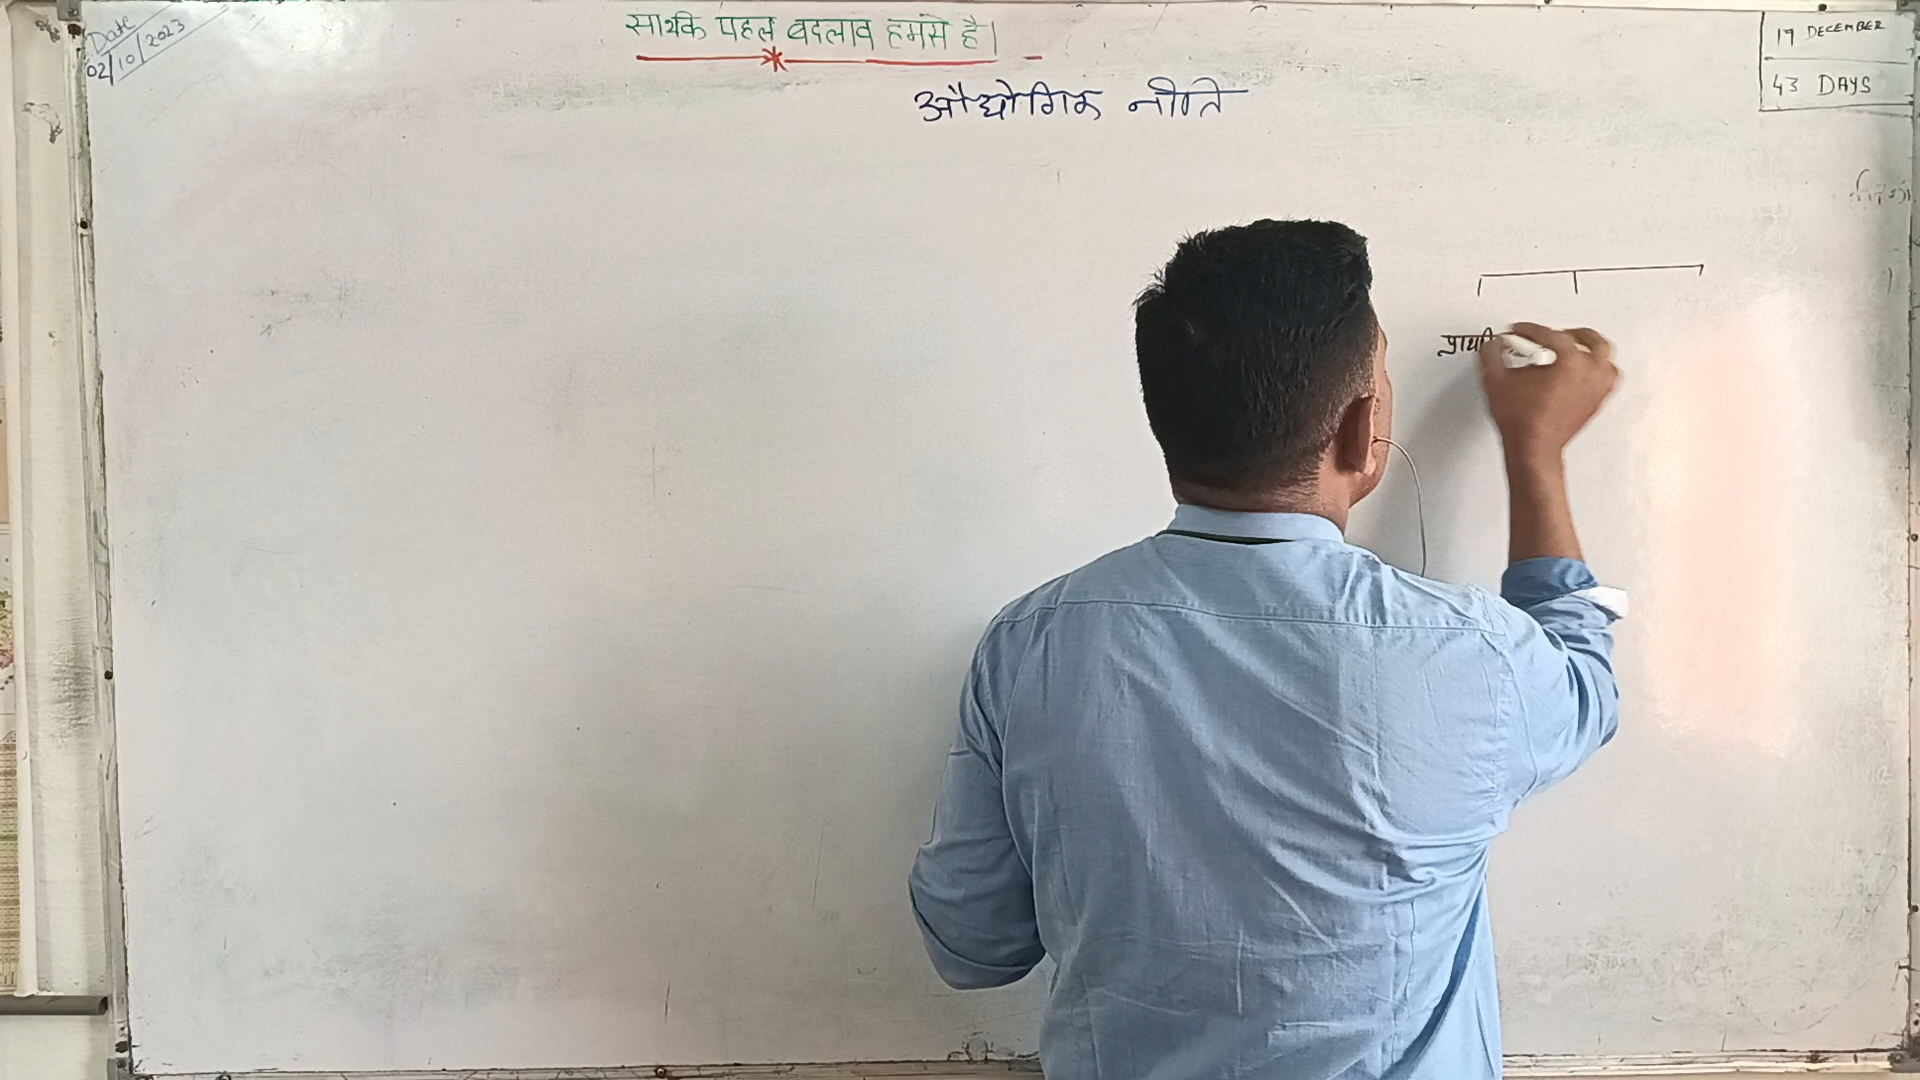 Date
02/10/2023
सार्थक पहल बदलाव हमसे है।
19 DECEMBER
43 DAYS
औद्योगिक नीति
प्राथमि